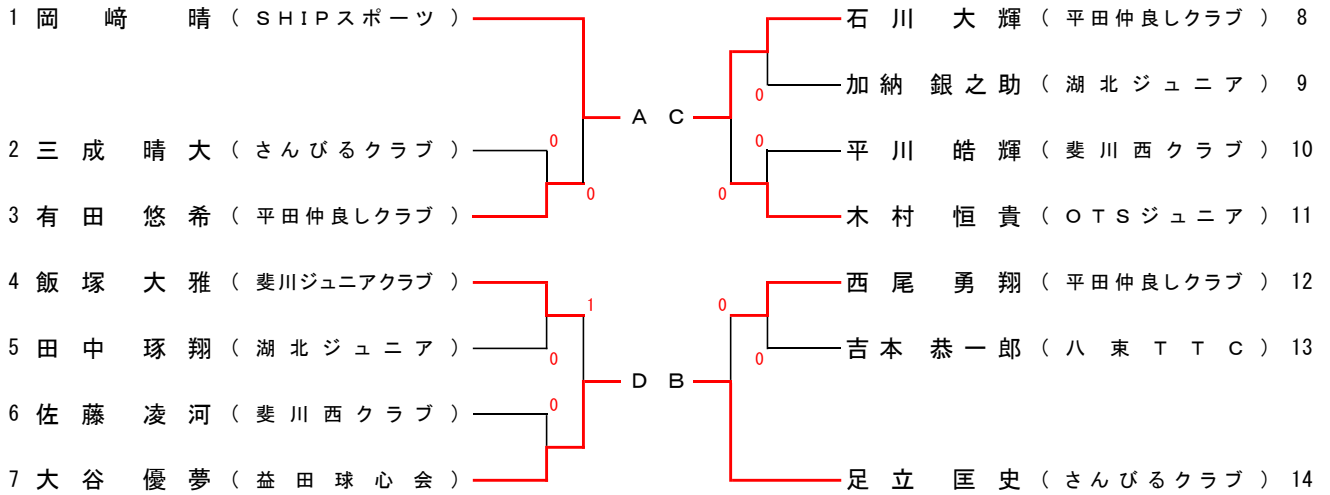 1 岡 﨑 晴 ( SHIPスポーツ )
0
A
2 三 成 晴 大 ( さんびるクラブ )
0
3 有 田 悠 希 ( 平田仲良しクラブ )
4 飯 塚 大 雅 ( 斐川ジュニアクラブ )
1
5 田 中 琢 翔 ( 湖北ジュニア )
0
D
6 佐 藤 凌 河 ( 斐川西クラブ )
0
7 大 谷 優 夢 ( 益田球心会 )
石 川 大 輝 ( 平田仲良しクラブ ) 8
加 納 銀之助 ( 湖北ジュニア ) 9
0
C
0
平 川 皓 輝 ( 斐川西クラブ ) 10
0
木 村 恒 貴 ( OTSジュニア ) 11
西 尾 勇 翔 ( 平田仲良しクラブ ) 12
0
吉 本 恭一郎 ( 八束TTC ) 13
0
B
足 立 匡 史 ( さんびるクラブ ) 14